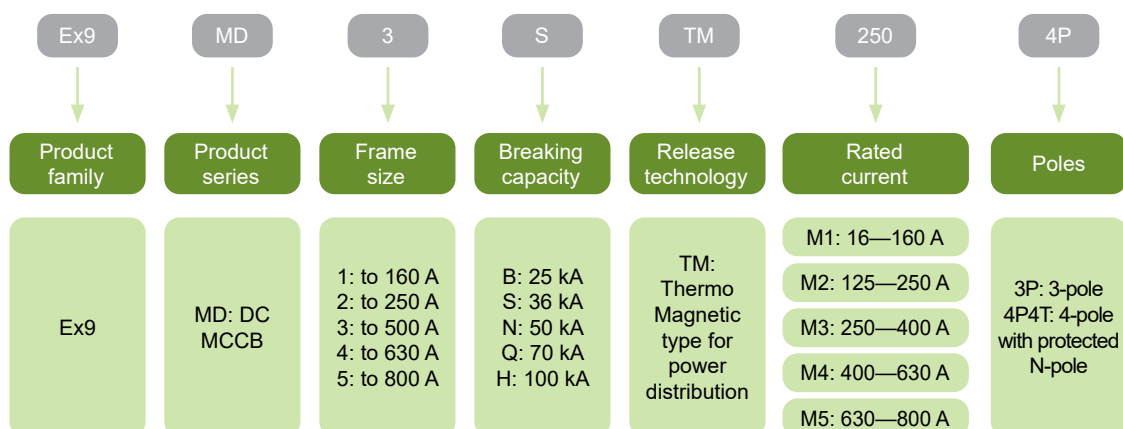 Ex9
MD
3
S
TM
250
4P
Product
family
Product
series
Frame
size
Breaking
capacity
Release
technology
Rated
current
Poles
Ex9
MD: DC
MCCB
1: to 160 A
2: to 250 A
3: to 500 A
4: to 630 A
5: to 800 A
B: 25 kA
S: 36 kA
N: 50 kA
Q: 70 kA
H: 100 kA
TM:
Thermo
Magnetic
type for
power
distribution
M1: 16—160 A
M2: 125—250 A
M3: 250—400 A
M4: 400—630 A
M5: 630—800 A
3P: 3-pole
4P4T: 4-pole
with protected
N-pole